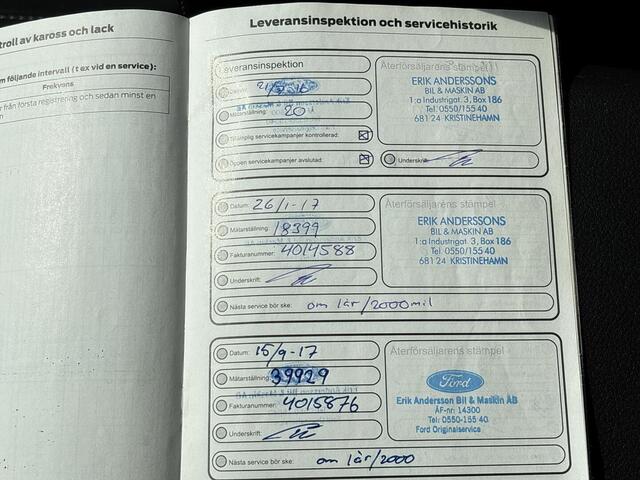 troll av kaross och lack
m följande intervall (t ex vid en service):
Frekvens
r från första registrering och sedan minst en
Leveransinspektion och servicehistorik
Leveransinspektion
Datum:
Mätarställning: 20
Tillämplig servicekampanjer kontrollerad:
Öppen servicekampanjer avslutad:
Återförsäljarens stämpel
ERIK ANDERSSONS
BIL & MASKIN AB
1:a Industrigat. 3, Box 186
Tel. 0550/155 40
681 24 KRISTINEHAMN
Underskrift:
Datum: 26/1-17
Mätarställning: 18399
Fakturanummer: 4014588
Underskrift:
Återförsäljarens stämpel
ERIK ANDERSSONS
BIL & MASKIN AB
1:a Industrigat. 3, Box 186
Tel. 0550/155 40
681 24 KRISTINEHAMN
Nästa service bör ske: om 1år/2000mil
Datum: 15/9-17
Mätarställning: 39929
Fakturanummer: 4015876
Underskrift:
Återförsäljarens stämpel
Ford
Erik Andersson Bil & Maskin AB
ÅF-nr: 14300
Tel: 0550-155 40
Ford Originalservice
Nästa service bör ske: om 1år/2000